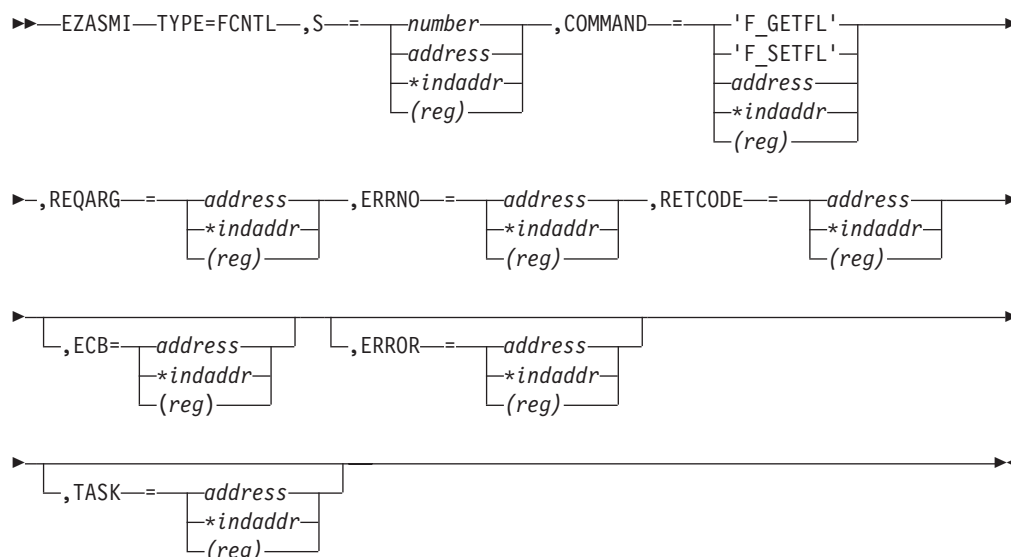 EZASMI TYPE=FCNTL ,S = number ,COMMAND = 'F_GETFL'
address 'F_SETFL'
*indaddr address
(reg) *indaddr
(reg)
,REQARG = address ,ERRNO = address ,RETCODE = address
*indaddr *indaddr *indaddr
(reg) (reg) (reg)
,ECB= address ,ERROR = address
*indaddr *indaddr
(reg) (reg)
,TASK = address
*indaddr
(reg)